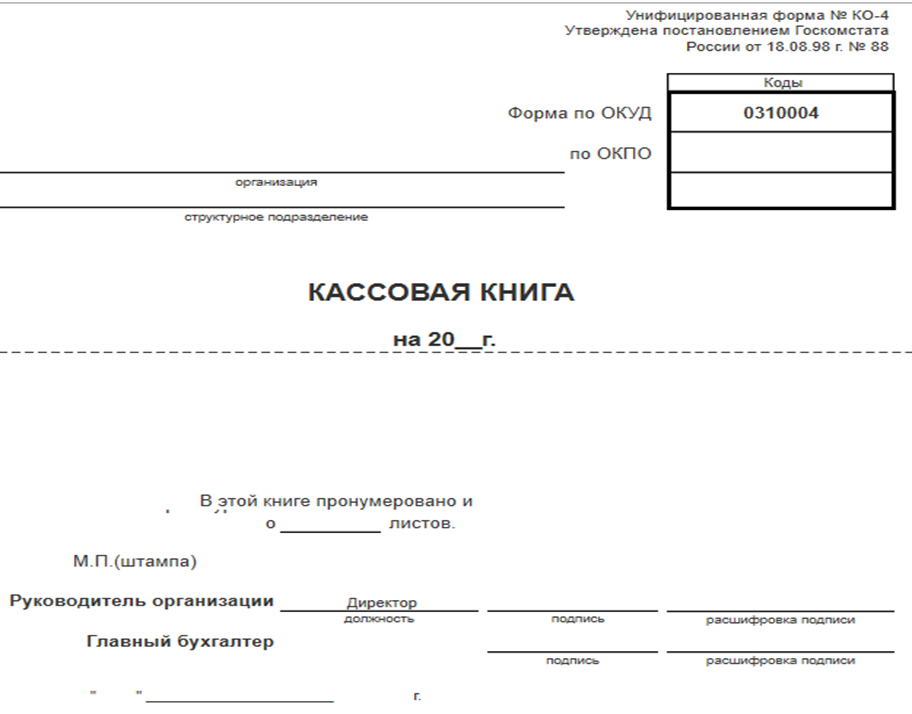 Унифицированная форма № КО-4
Утверждена постановлением Госкомстата
России от 18.08.98 г. № 88
Коды
Форма по ОКУД 0310004
по ОКПО
организация
структурное подразделение
КАССОВАЯ КНИГА
на 20__г.
В этой книге пронумеровано и
о __________ листов.
М.П.(штампа)
Руководитель организации Директор
должность подпись расшифровка подписи
Главный бухгалтер
подпись расшифровка подписи
" " ____________________ г.